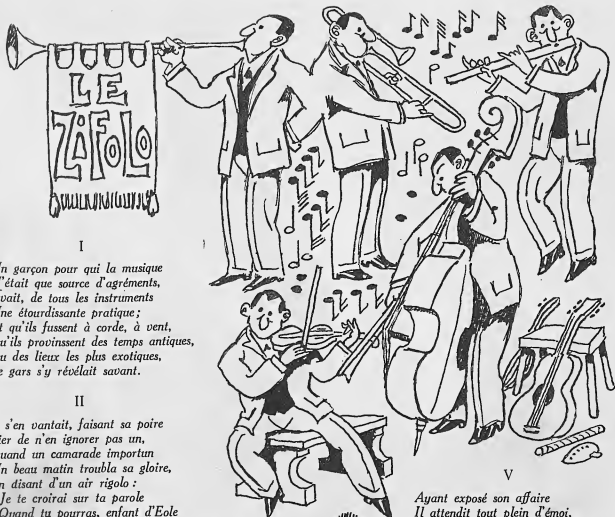 LE
ZIFOLO
I
n garçon pour qui la musique
'était que source d'agréments,
vait, de tous les instruments
ne étourdissante pratique;
t qu'ils fussent à corde, à vent,
u'ils provinssent des temps antiques,
u des lieux les plus exotiques,
e gars s'y révélait savant.
II
s'en vantait, faisant sa poire
ier de n'en ignorer pas un,
uand un camarade importun
n beau matin troubla sa gloire,
n disant d'un air rigolo :
Je te croirai sur ta parole
Quand tu pourras, enfant d'Eole
V
Ayant exposé son affaire
Il attendit tout plein d'émoi,